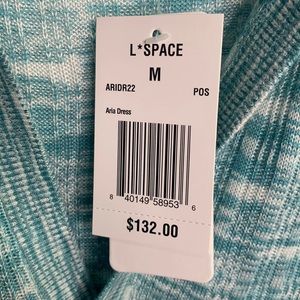 L*SPACE
M
ARIDR22 POS
Aria Dress
8 40149 58953 6
$132.00